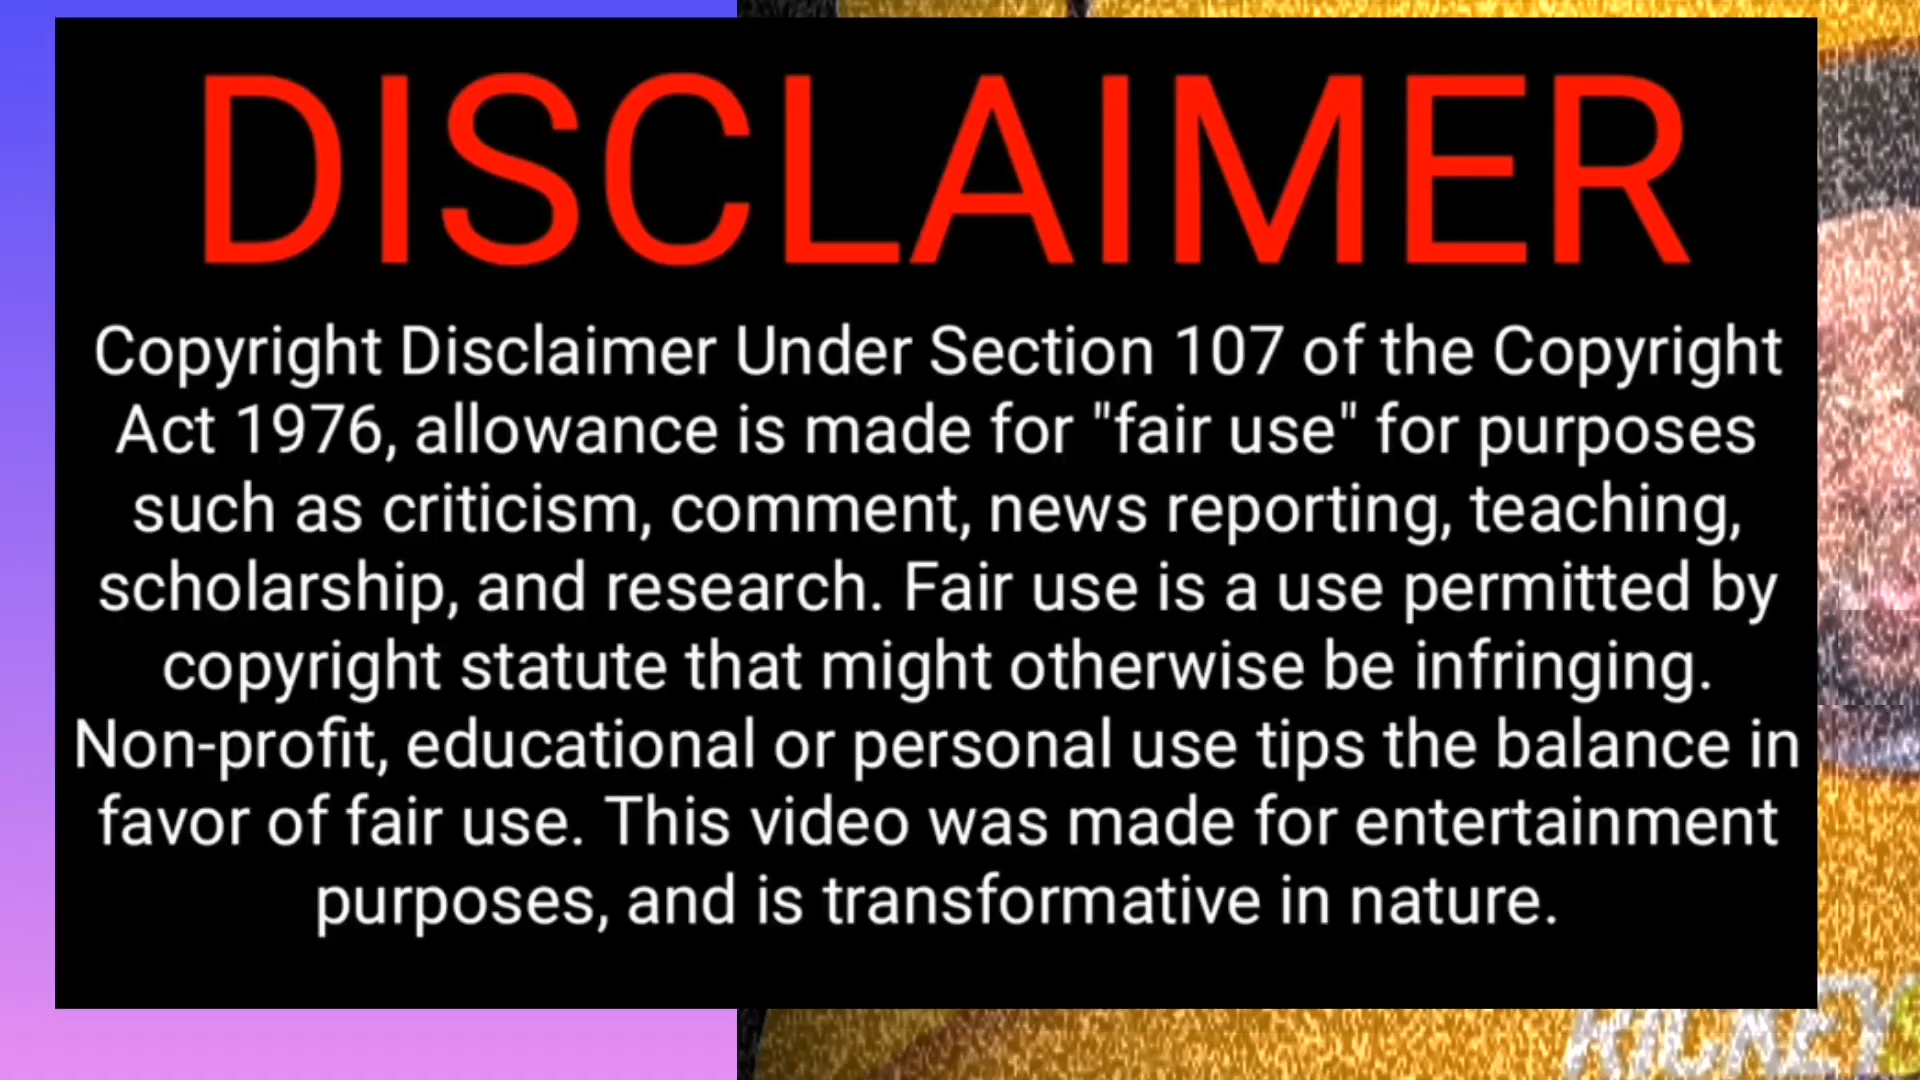 DISCLAIMER
Copyright Disclaimer Under Section 107 of the Copyright
Act 1976, allowance is made for "fair use" for purposes
such as criticism, comment, news reporting, teaching,
scholarship, and research. Fair use is a use permitted by
copyright statute that might otherwise be infringing.
Non-profit, educational or personal use tips the balance in
favor of fair use. This video was made for entertainment
purposes, and is transformative in nature.